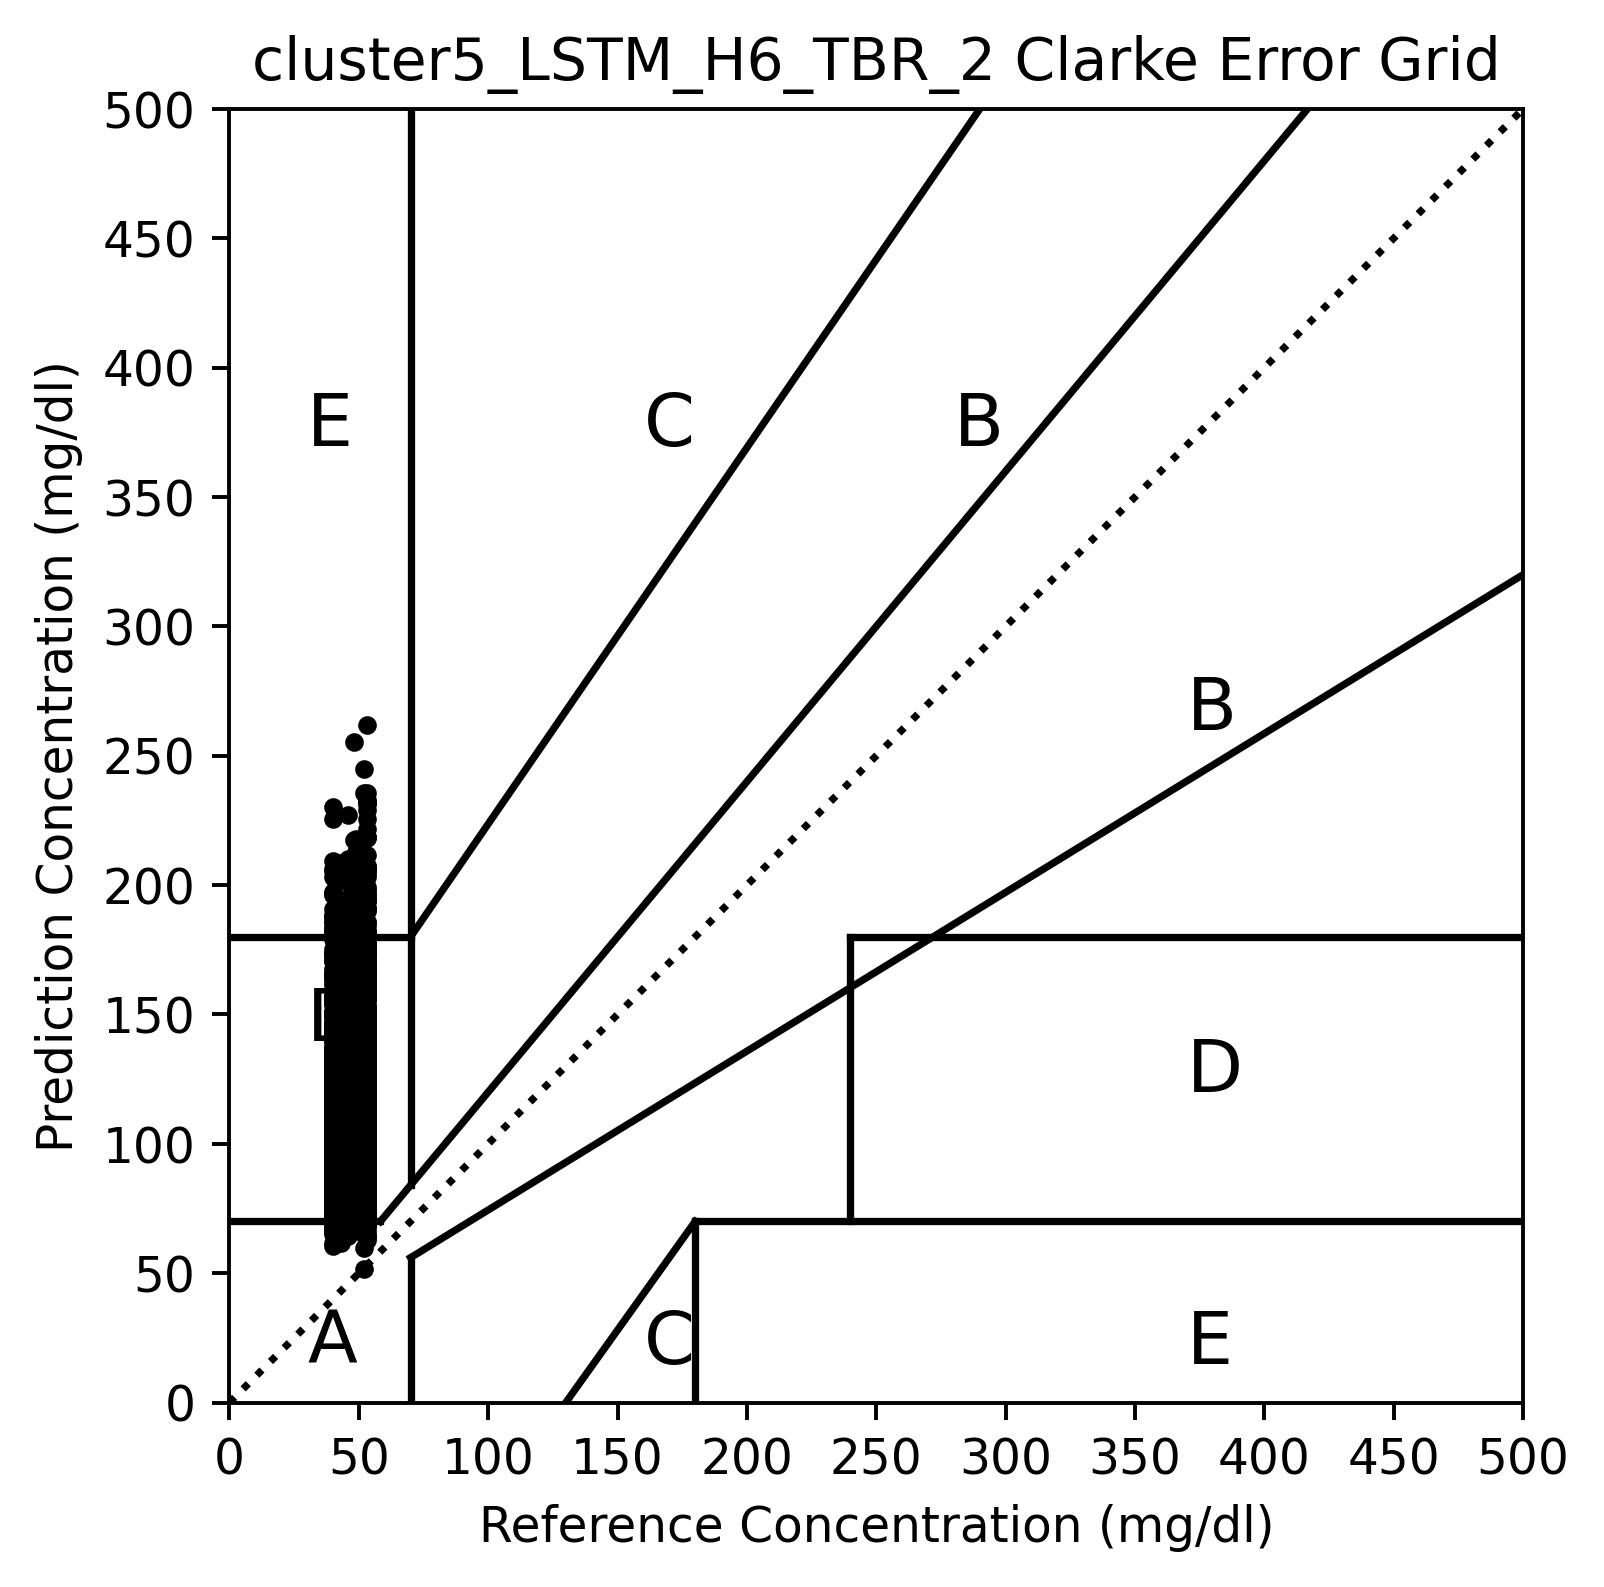 cluster5_LSTM_H6_TBR_2 Clarke Error Grid
500
450
400
350
300
250
200
150
100
50
0
Prediction Concentration (mg/dl)
E
C
B
B
D
A
C
E
0 50 100 150 200 250 300 350 400 450 500
Reference Concentration (mg/dl)